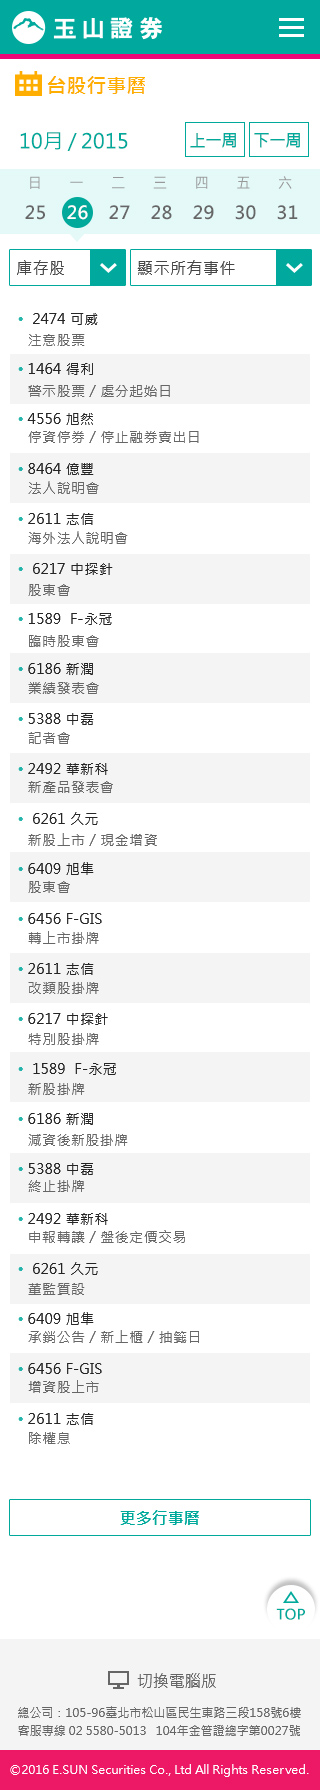 玉山證券
台股行事曆
10月 / 2015 上一周 下一周
日 一 二 三 四 五 六
25 26 27 28 29 30 31
庫存股 顯示所有事件
• 2474 可威
注意股票
• 1464 得利
警示股票 / 處分起始日
• 4556 旭然
停資停券 / 停止融券賣出日
• 8464 億豐
法人說明會
• 2611 志信
海外法人說明會
• 6217 中探針
股東會
• 1589 F-永冠
臨時股東會
• 6186 新潤
業績發表會
• 5388 中磊
記者會
• 2492 華新科
新產品發表會
• 6261 久元
新股上市 / 現金增資
• 6409 旭隼
股東會
• 6456 F-GIS
轉上市掛牌
• 2611 志信
改類股掛牌
• 6217 中探針
特別股掛牌
• 1589 F-永冠
新股掛牌
• 6186 新潤
減資後新股掛牌
• 5388 中磊
終止掛牌
• 2492 華新科
申報轉讓 / 盤後定價交易
• 6261 久元
董監質設
• 6409 旭隼
承銷公告 / 新上櫃 / 抽籤日
• 6456 F-GIS
增資股上市
• 2611 志信
除權息
更多行事曆
TOP
切換電腦版
總公司：105-96臺北市松山區民生東路三段158號6樓
客服專線 02 5580-5013 104年金管證總字第0027號
©2016 E.SUN Securities Co., Ltd All Rights Reserved.